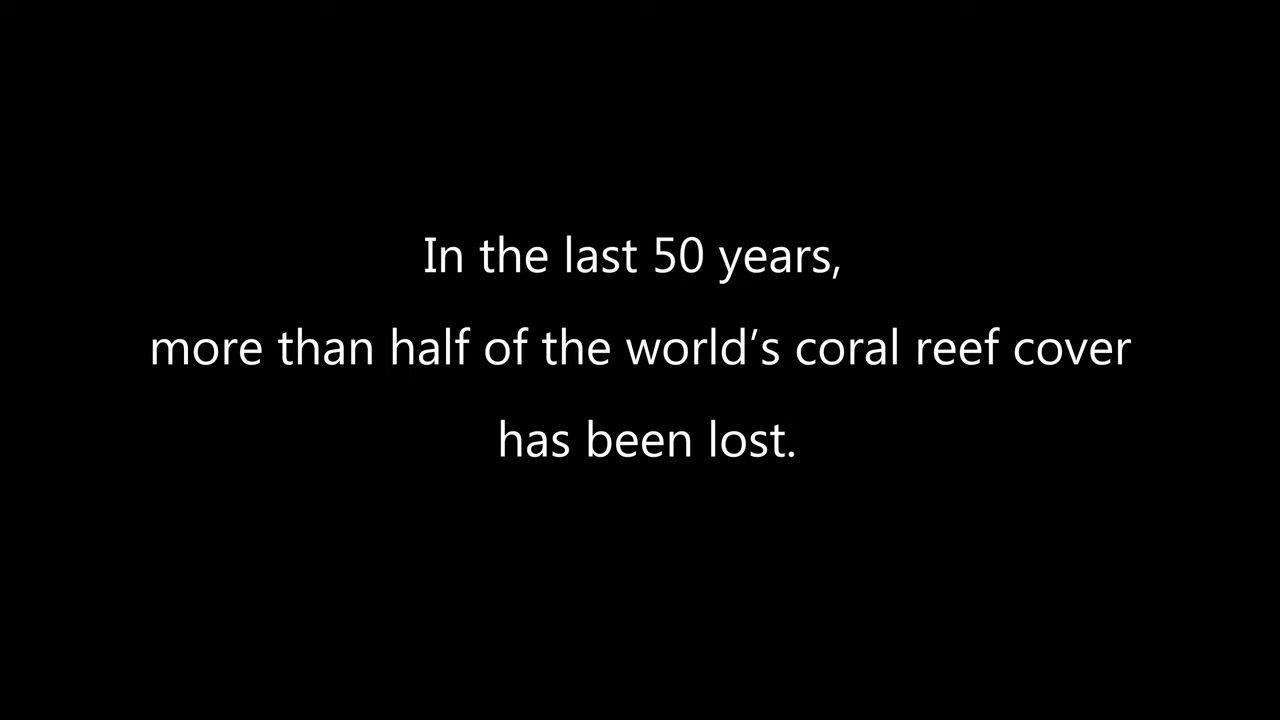 In the last 50 years,
more than half of the world’s coral reef cover
has been lost.